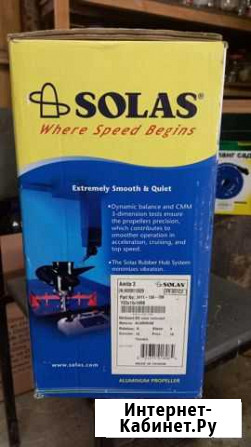 SOLAS®
Where Speed Begins
Extremely Smooth & Quiet
•Dynamic balance and CMM
3-dimension tests ensure
the propellers precision,
which contributes to
smoother operation in
acceleration, cruising, and
top speed.
•The Solas Rubber Hub System
minimizes vibration.
Amita 3
SOLAS®
www.solas.com
ALUMINUM PROPELLER
Интернет-
Кабинет.Ру